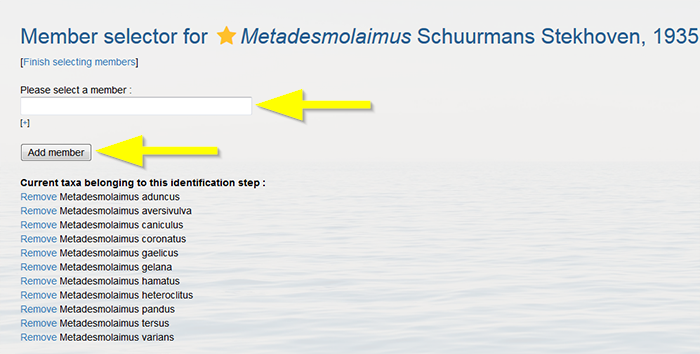 Member selector for Metadesmolaimus Schuurmans Stekhoven, 1935
[Finish selecting members]
Please select a member :
[+]
Add member
Current taxa belonging to this identification step :
Remove Metadesmolaimus aduncus
Remove Metadesmolaimus aversivulva
Remove Metadesmolaimus caniculus
Remove Metadesmolaimus coronatus
Remove Metadesmolaimus gaelicus
Remove Metadesmolaimus gelana
Remove Metadesmolaimus hamatus
Remove Metadesmolaimus heteroclitus
Remove Metadesmolaimus pandus
Remove Metadesmolaimus tersus
Remove Metadesmolaimus varians